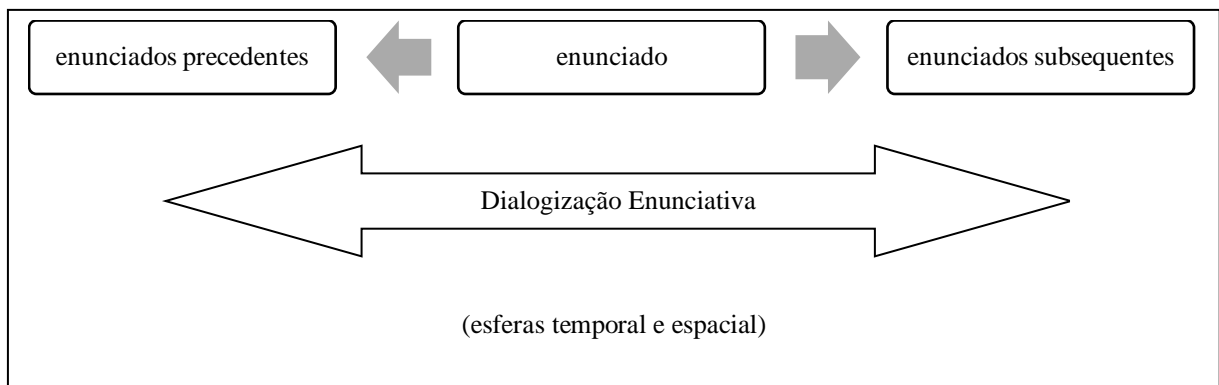 enunciados precedentes
enunciado
enunciados subsequentes
Dialogização Enunciativa
(esferas temporal e espacial)